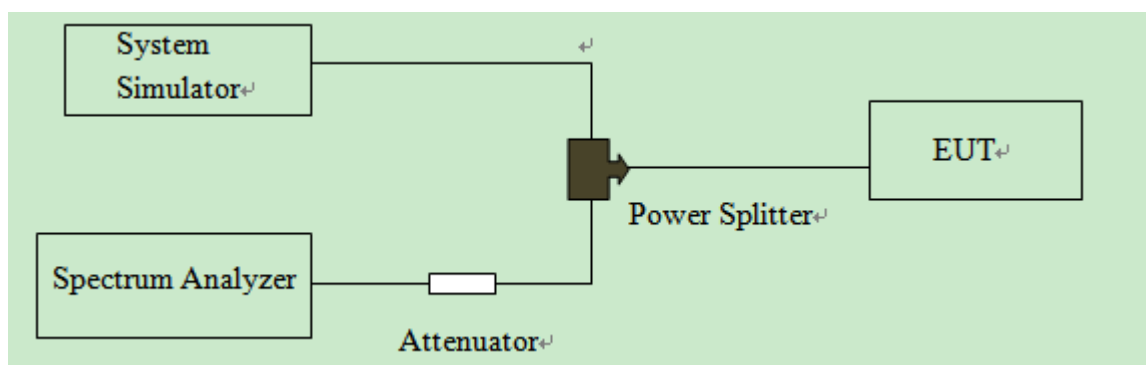 System
Simulator↵
↵
EUT↵
Power Splitter↵
Spectrum Analyzer
Attenuator↵